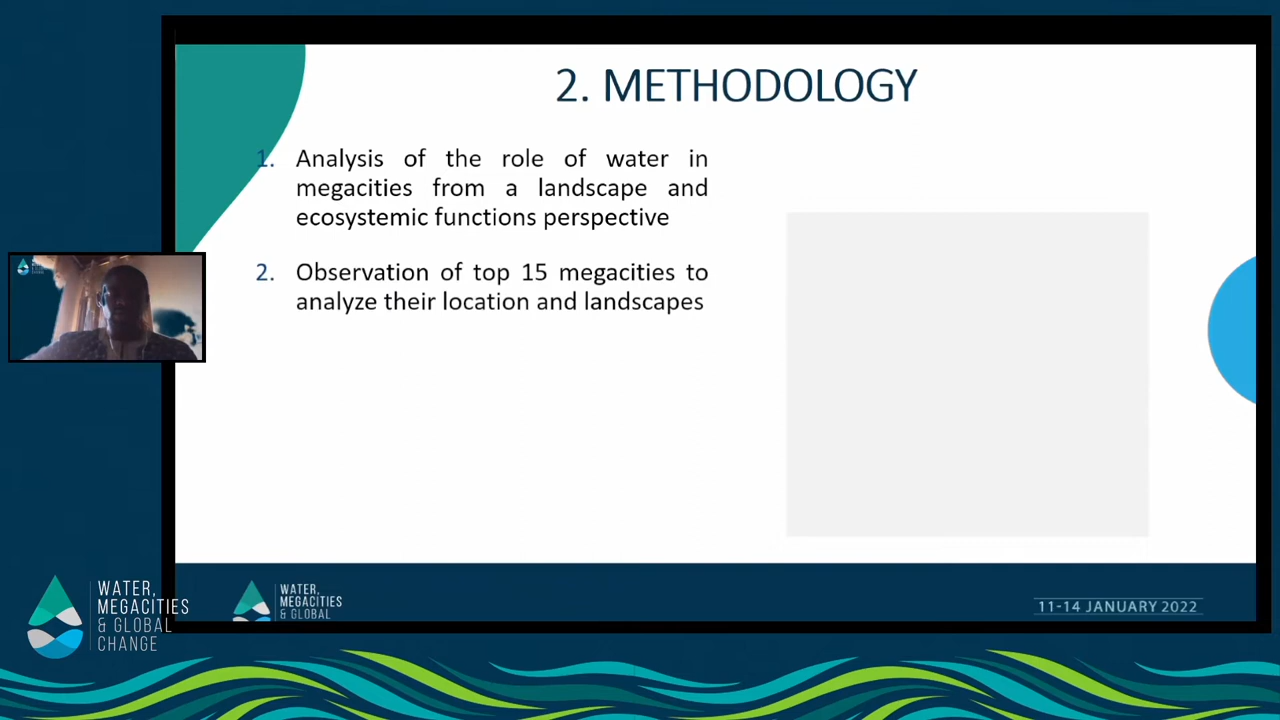 2. METHODOLOGY
1. Analysis of the role of water in
megacities from a landscape and
ecosystemic functions perspective
2. Observation of top 15 megacities to
analyze their location and landscapes
WATER,
MEGACITIES
& GLOBAL
CHANGE
WATER,
MEGACITIES
& GLOBAL
11-14 JANUARY 2022